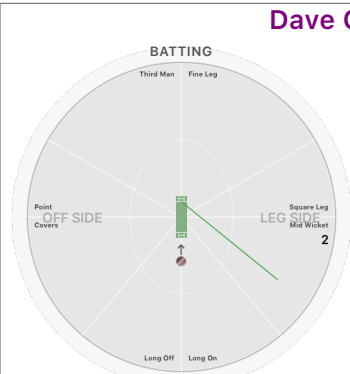 Dave
BATTING
Third Man Fine Leg
Point Square Leg
OFF SIDE LEG SIDE
Covers Mid Wicket
2
Long Off Long On